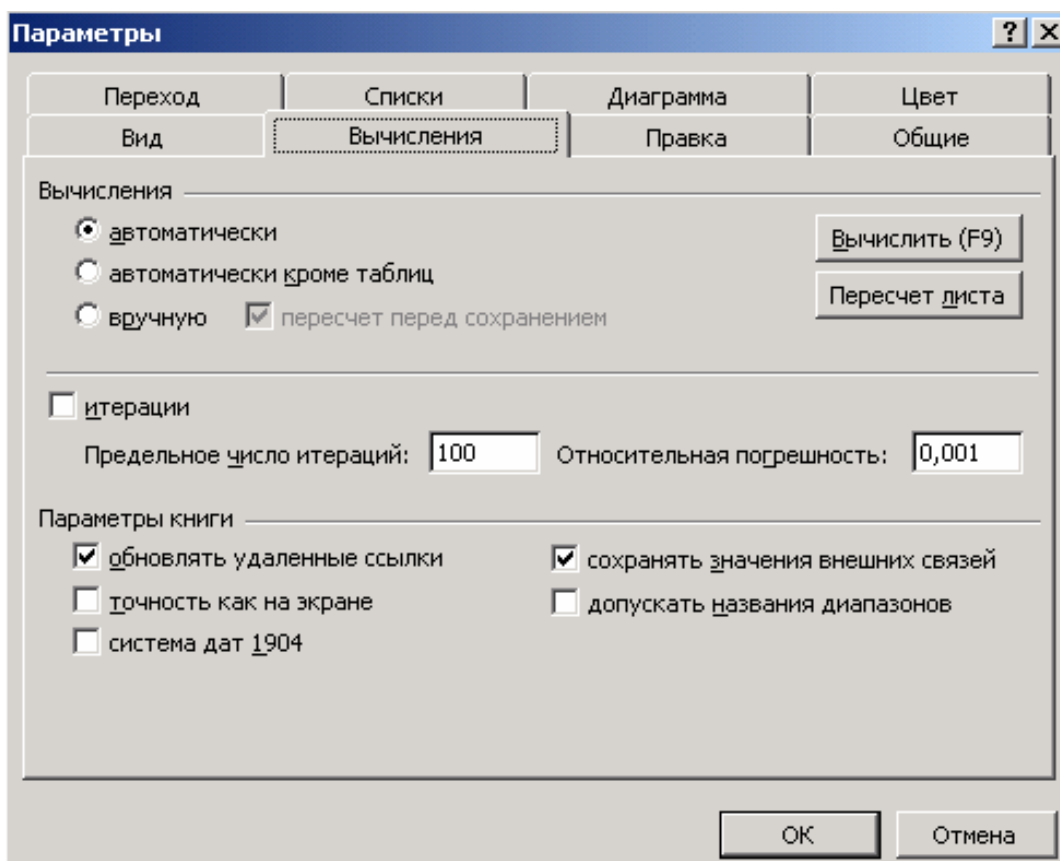 Параметры
Переход Списки Диаграмма Цвет
Вид Вычисления Правка Общие
Вычисления
автоматически
Вычислить (F9)
автоматически кроме таблиц
Пересчет листа
вручную пересчет перед сохранением
итерации
Предельное число итераций: 100 Относительная погрешность: 0,001
Параметры книги
обновлять удаленные ссылки сохранять значения внешних связей
точность как на экране допускать названия диапазонов
система дат 1904
ОК Отмена